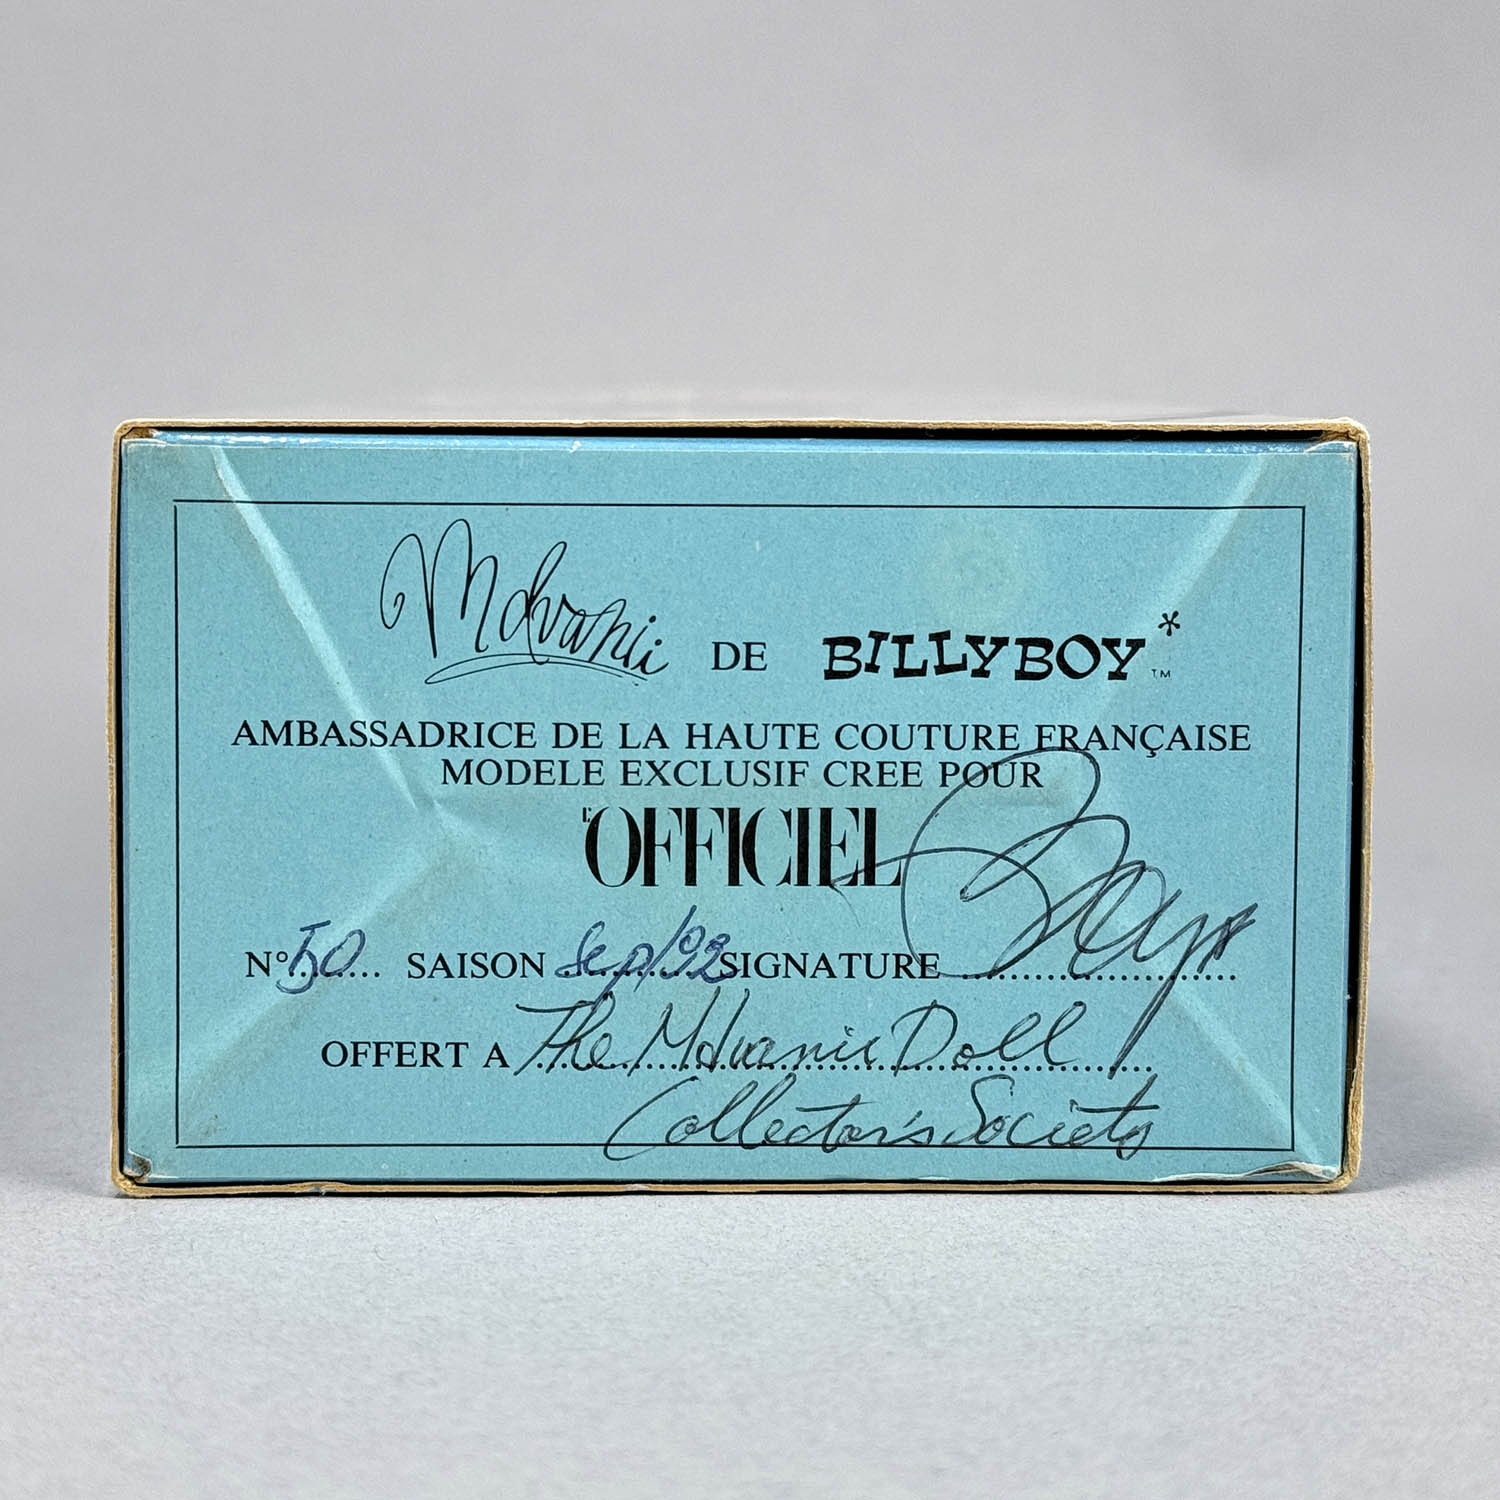 Mdvanii DE BILLYBOY* ™
AMBASSADRICE DE LA HAUTE COUTURE FRANÇAISE
MODELE EXCLUSIF CREE POUR
L'OFFICIEL
N° 50 SAISON Sep/92 SIGNATURE
OFFERT A The Mdvanii Doll
Collector's Society